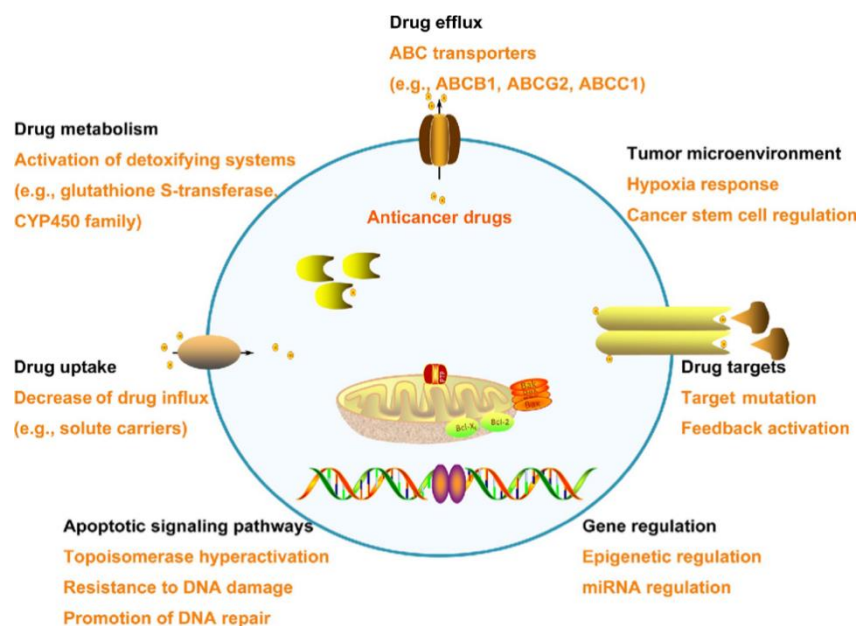 Drug efflux
ABC transporters
(e.g., ABCB1, ABCG2, ABCC1)
Drug metabolism
Activation of detoxifying systems
(e.g., glutathione S-transferase,
CYP450 family)
Tumor microenvironment
Hypoxia response
Cancer stem cell regulation
Anticancer drugs
Drug uptake
Decrease of drug influx
(e.g., solute carriers)
Drug targets
Target mutation
Feedback activation
Bcl-2
Apoptotic signaling pathways
Topoisomerase hyperactivation
Resistance to DNA damage
Promotion of DNA repair
Gene regulation
Epigenetic regulation
miRNA regulation